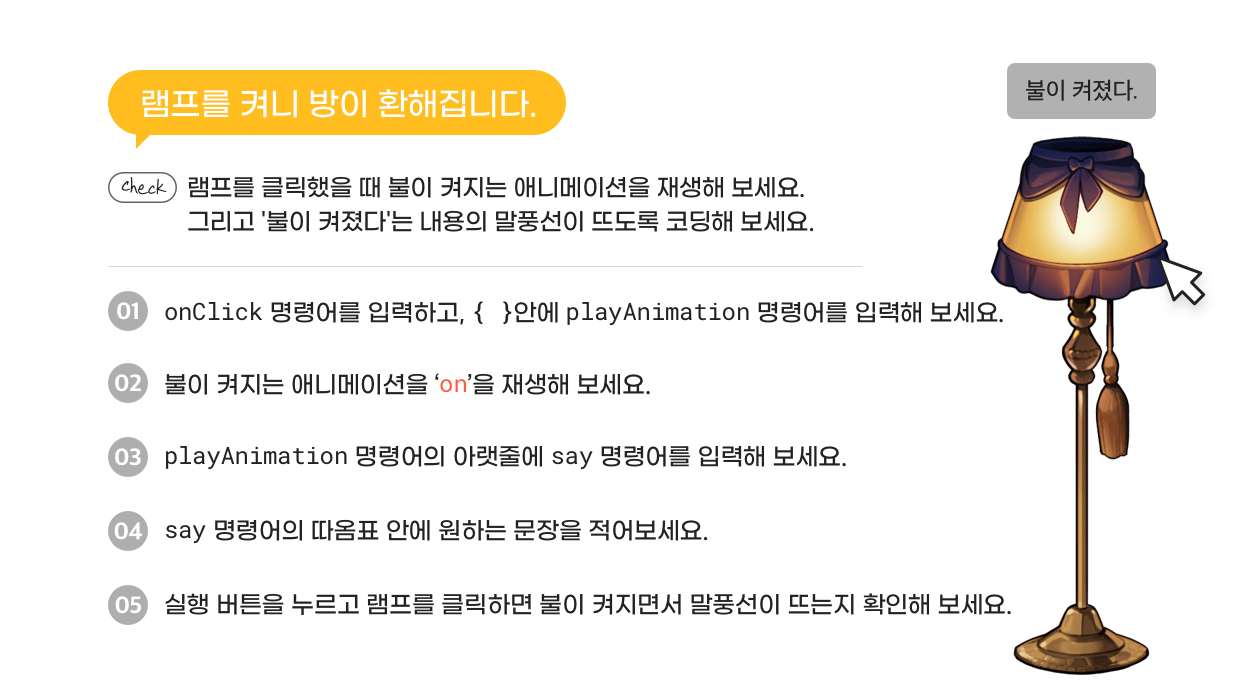 램프를 켜니 방이 환해집니다.
불이 켜졌다.
Check 램프를 클릭했을 때 불이 켜지는 애니메이션을 재생해 보세요.
그리고 '불이 켜졌다'는 내용의 말풍선이 뜨도록 코딩해 보세요.
01 onClick 명령어를 입력하고, { }안에 playAnimation 명령어를 입력해 보세요.
02 불이 켜지는 애니메이션을 ‘on’을 재생해 보세요.
03 playAnimation 명령어의 아랫줄에 say 명령어를 입력해 보세요.
04 say 명령어의 따옴표 안에 원하는 문장을 적어보세요.
05 실행 버튼을 누르고 램프를 클릭하면 불이 켜지면서 말풍선이 뜨는지 확인해 보세요.